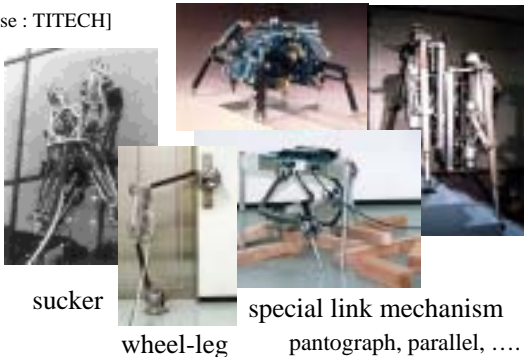 se : TITECH]
sucker
special link mechanism
wheel-leg
pantograph, parallel, ....